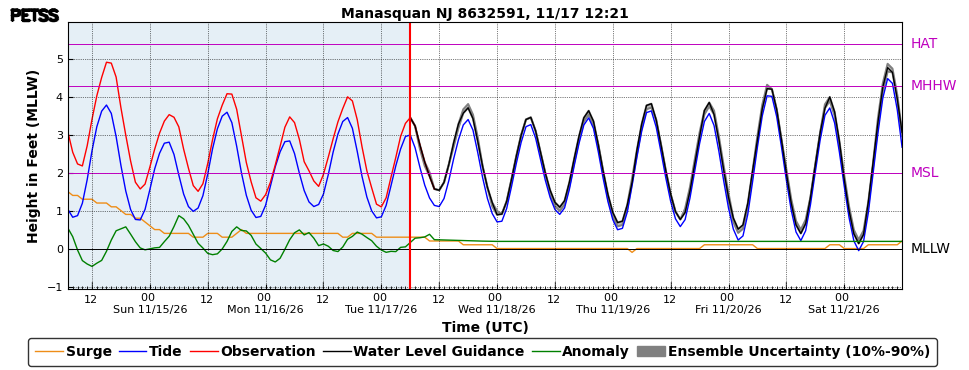 PETSS
Manasquan NJ 8632591, 11/17 12:21
Height in Feet (MLLW)
5
4
3
2
1
0
−1
HAT
MHHW
MSL
MLLW
12 00 12 00 12 00 12 00 12 00 12 00 12 00
Sun 11/15/26 Mon 11/16/26 Tue 11/17/26 Wed 11/18/26 Thu 11/19/26 Fri 11/20/26 Sat 11/21/26
Time (UTC)
Surge Tide Observation Water Level Guidance Anomaly Ensemble Uncertainty (10%-90%)